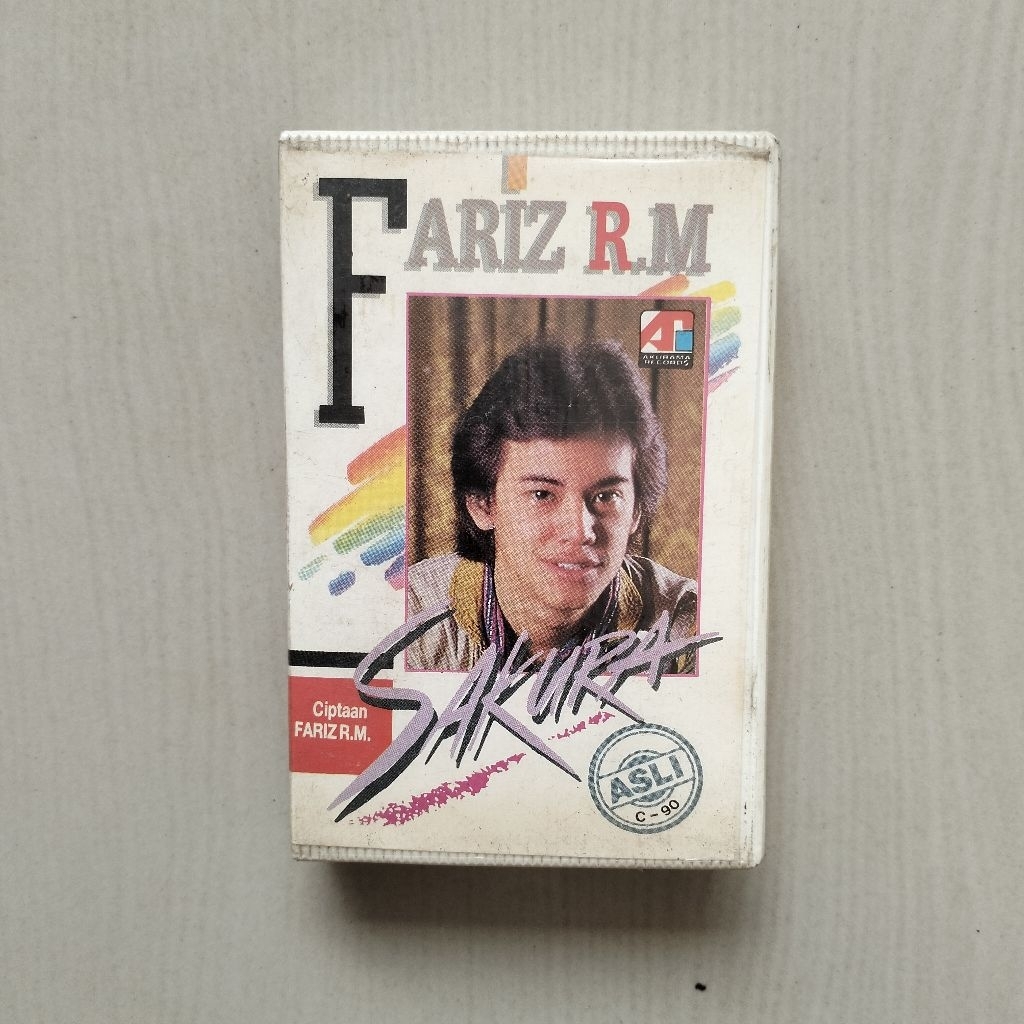 FARIZ R.M
AKURAMA
RECORDS
SAKURA
Ciptaan
FARIZ R.M.
ASLI
C-90